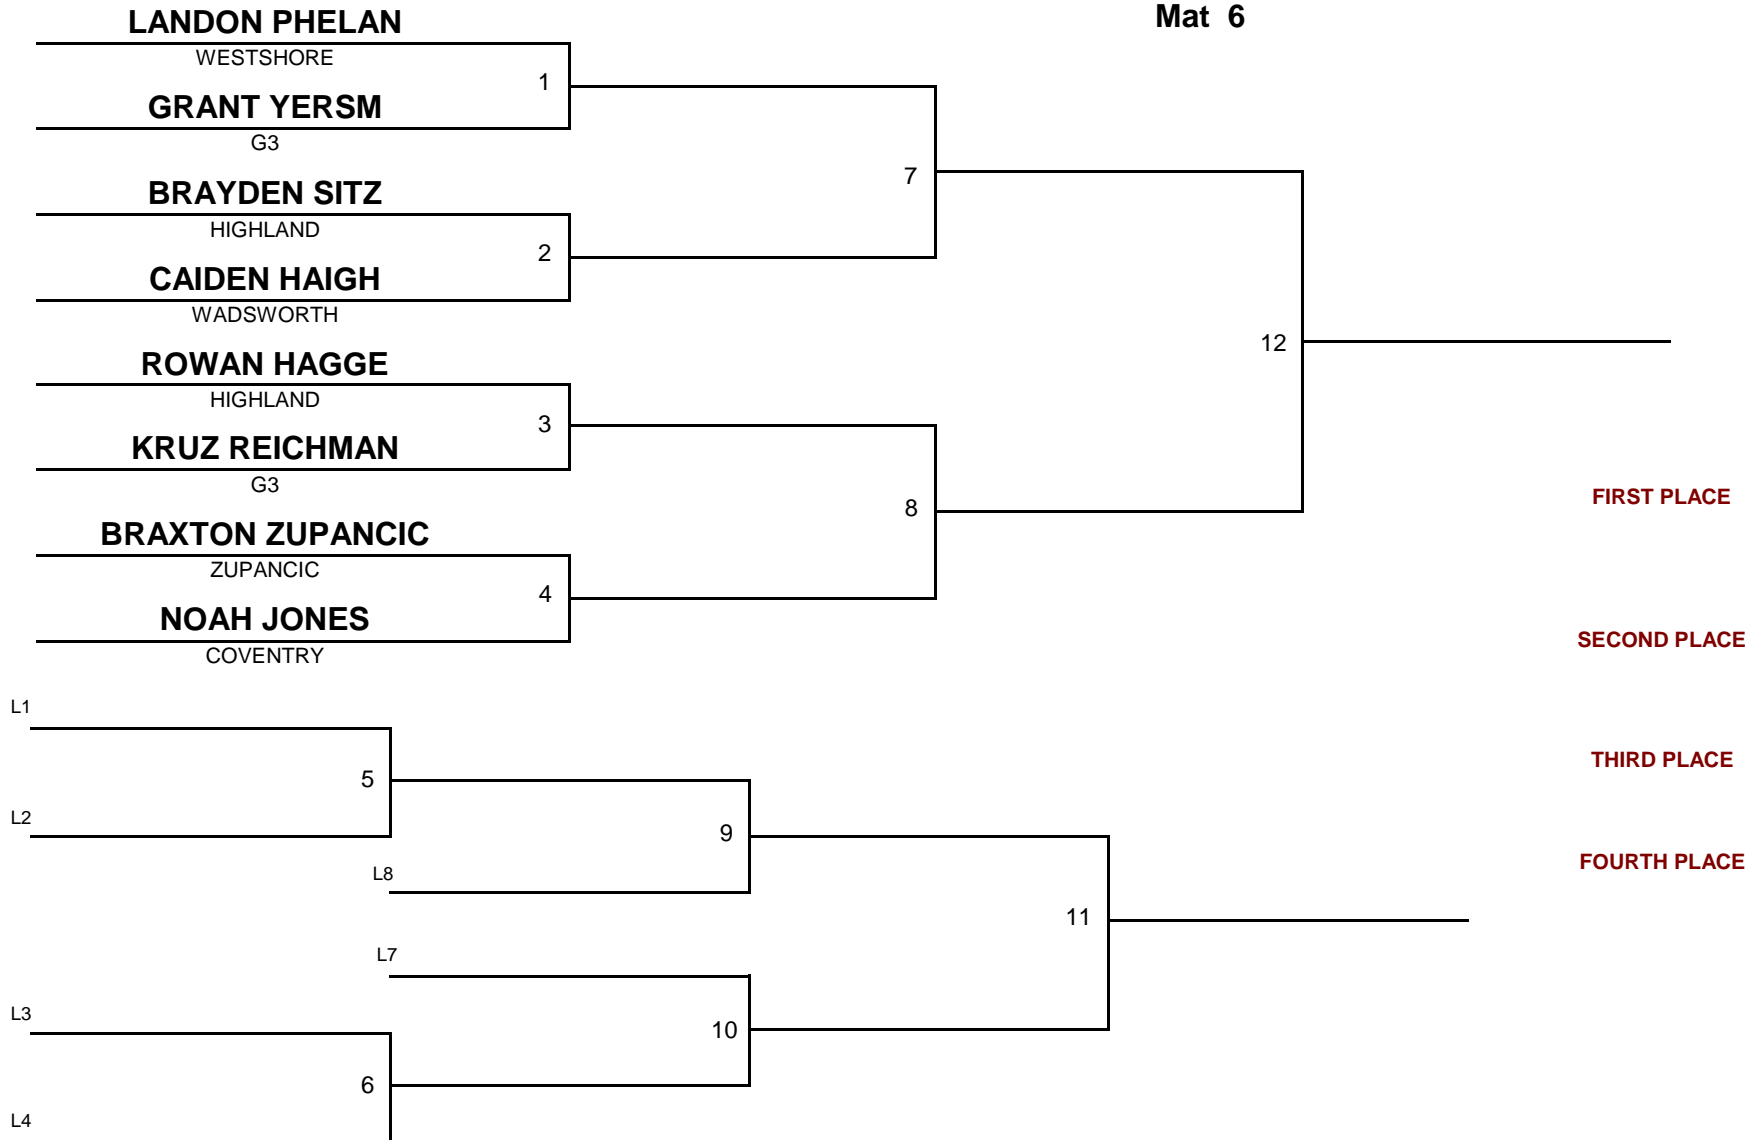 Mat 6
LANDON PHELAN
WESTSHORE
1
GRANT YERSM
G3
7
BRAYDEN SITZ
HIGHLAND
2
CAIDEN HAIGH
WADSWORTH
12
ROWAN HAGGE
HIGHLAND
3
KRUZ REICHMAN
G3
8
FIRST PLACE
BRAXTON ZUPANCIC
ZUPANCIC
4
NOAH JONES
COVENTRY
SECOND PLACE
L1
5
THIRD PLACE
L2
9
L8
FOURTH PLACE
11
L7
L3
10
6
L4